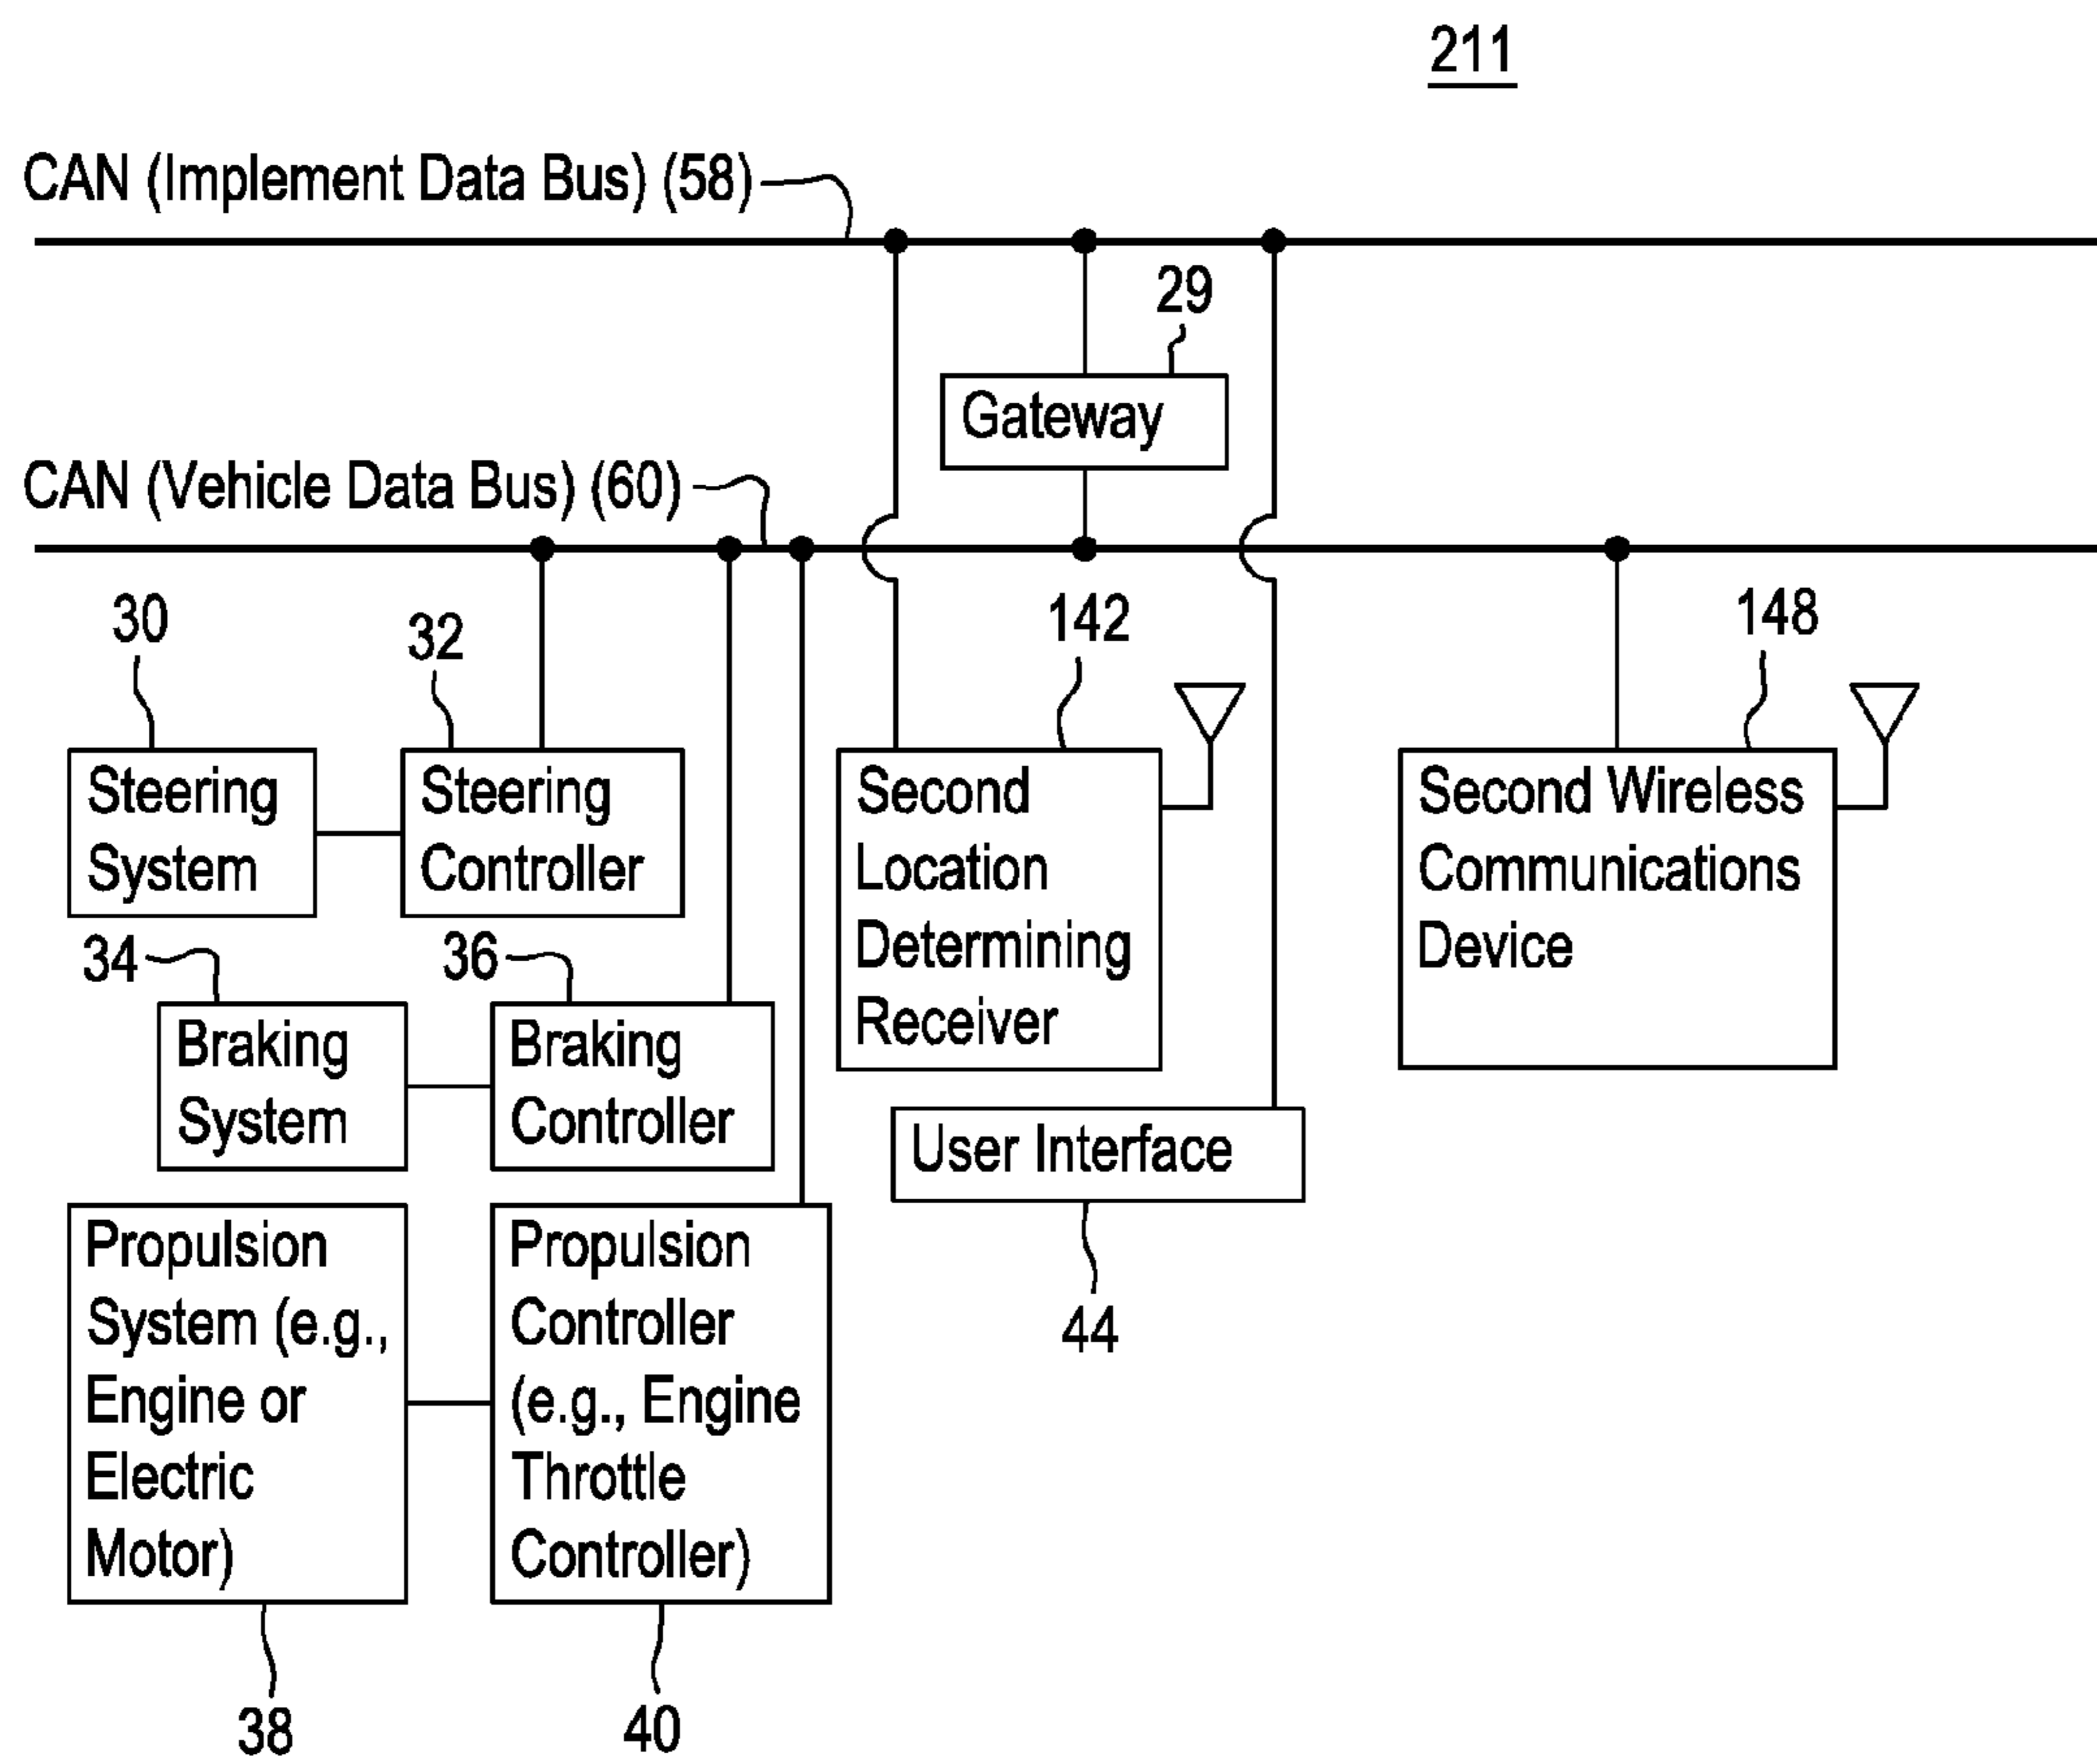 211
CAN (Implement Data Bus) (58)
29
Gateway
CAN (Vehicle Data Bus) (60)
30
32
142
148
Steering
System
Steering
Controller
Second
Location
Determining
Receiver
Second Wireless
Communications
Device
34
36
Braking
System
Braking
Controller
User Interface
44
Propulsion
System (e.g.,
Engine or
Electric
Motor)
Propulsion
Controller
(e.g., Engine
Throttle
Controller)
38
40